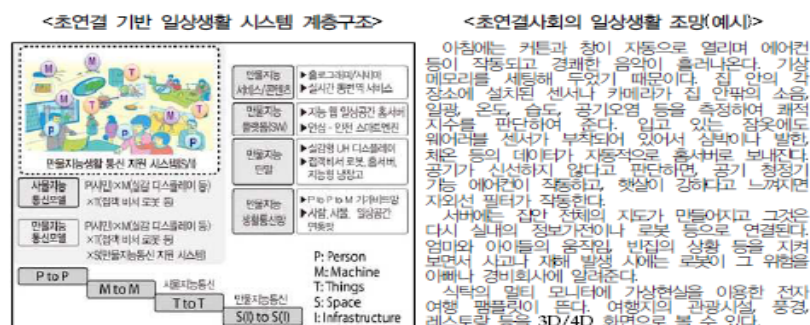 <초연결 기반 일상생활 시스템 계층구조>
M
P
T
M
T
M
P
만물지능생활 통신 지원 시스템(S/I)
사물지능
통신모델
P(사인)×M(실감 디스플레이 등)
×T(접객 비서 로봇 등)
만물지능
통신모델
P(사인)×M(실감 디스플레이 등)
×T(접객 비서 로봇 등)
×S(만물지능통신 지원 시스템)
만물지능
서비스/콘텐츠
▶홀로그래피/시네마
▶실시간 통번역 서비스
만물지능
플랫폼(SW)
▶지능 웹 일상공간 홈서버
▶안심-안전 스마트엔진
만물지능
단말
▶실감형 UH 디스플레이
▶접객비서 로봇, 홈서버,
지능형 냉장고
만물지능
생활통신망
▶P to P to M 기가비트망
▶사람, 사물, 일상공간
연동망
P to P
M to M
사물지능통신
T to T
만물지능통신
S(I) to S(I)
P: Person
M: Machine
T: Things
S: Space
I: Infrastructure
<초연결사회의 일상생활 조망(예시)>
아침에는 커튼과 창이 자동으로 열리며 에어컨
등이 작동되고 경쾌한 음악이 흘러나온다. 기상
메모리를 세팅해 두었기 때문이다. 집 안의 각
장소에 설치된 센서나 카메라가 집 안팎의 소음,
일광, 온도, 습도, 공기오염 등을 측정하여 쾌적
지수를 판단하여 준다. 입고 있는 잠옷에도
웨어러블 센서가 부착되어 있어서 심박이나 발한,
체온 등의 데이터가 자동적으로 홈서버로 보내진다.
공기가 신선하지 않다고 판단하면, 공기 청정기
기능 에어컨이 작동하고, 햇살이 강하다고 느껴지면
자외선 필터가 작동한다.
서버에는 집안 전체의 지도가 만들어지고 그것은
다시 실내의 정보가전이나 로봇 등으로 연결된다.
엄마와 아이들의 움직임, 빈집의 상황 등을 지켜
보면서 사고나 재해 발생 시에는 로봇이 그 위험을
아빠나 경비회사에 알려준다.
식탁의 멀티 모니터에 가상현실을 이용한 전자
여행 팸플릿이 뜬다. 여행지의 관광시설, 풍경,
레스토랑 등을 3D/4D 화면으로 볼 수 있다.